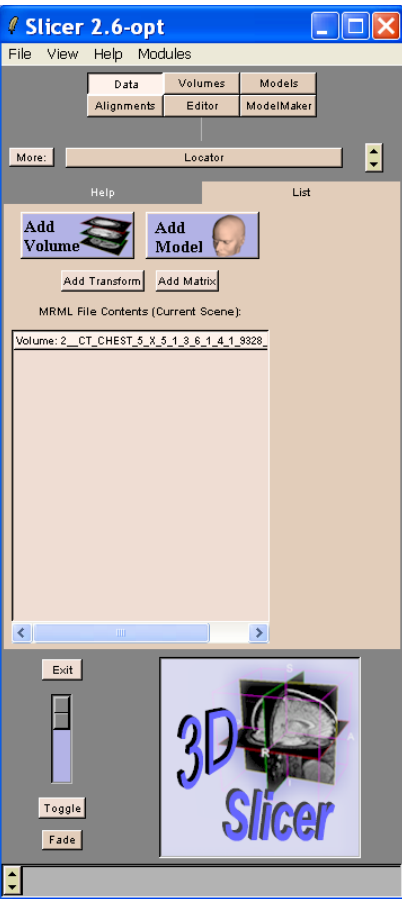 Slicer 2.6-opt
File View Help Modules
Data Volumes Models
Alignments Editor ModelMaker
More: Locator
Help List
Add Volume
Add Model
Add Transform Add Matrix
MRML File Contents (Current Scene):
Volume: 2__CT_CHEST_5_X_5_1_3_6_1_4_1_9328_
Exit
Toggle
Fade
S
A
R
I
3D
Slicer